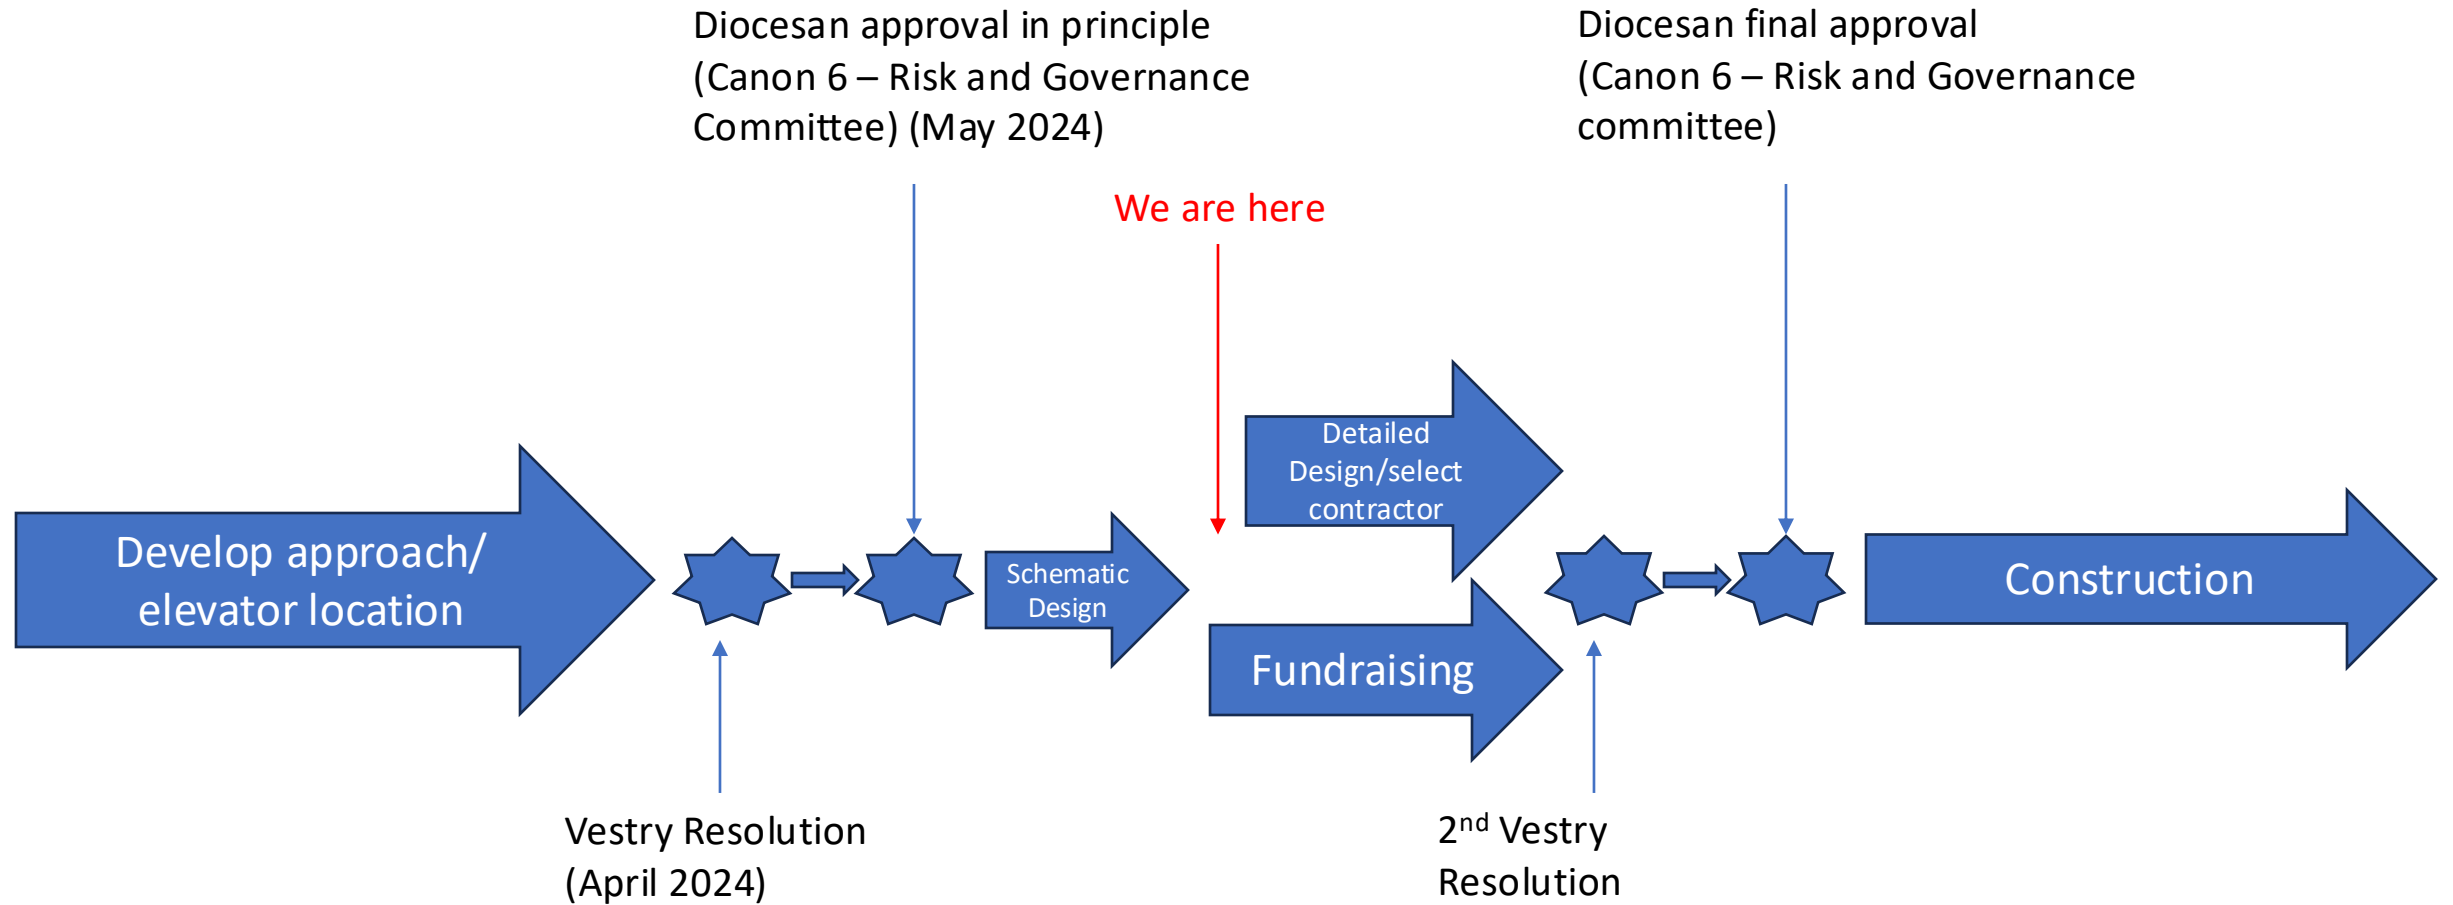 Diocesan approval in principle
(Canon 6 – Risk and Governance
Committee) (May 2024)
Diocesan final approval
(Canon 6 – Risk and Governance
committee)
We are here
Develop approach/
elevator location
Schematic
Design
Detailed
Design/select
contractor
Fundraising
Construction
Vestry Resolution
(April 2024)
2nd Vestry
Resolution